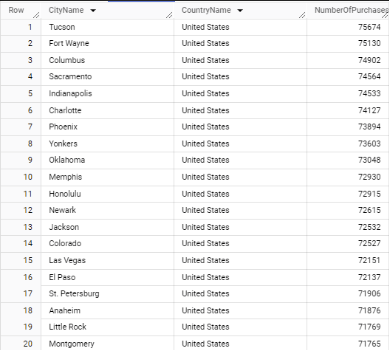 Row CityName CountryName NumberOfPurchases
1 Tucson United States 75674
2 Fort Wayne United States 75130
3 Columbus United States 74902
4 Sacramento United States 74564
5 Indianapolis United States 74533
6 Charlotte United States 74127
7 Phoenix United States 73894
8 Yonkers United States 73603
9 Oklahoma United States 73048
10 Memphis United States 72930
11 Honolulu United States 72915
12 Newark United States 72615
13 Jackson United States 72532
14 Colorado United States 72527
15 Las Vegas United States 72151
16 El Paso United States 72137
17 St. Petersburg United States 71906
18 Anaheim United States 71876
19 Little Rock United States 71769
20 Montgomery United States 71765